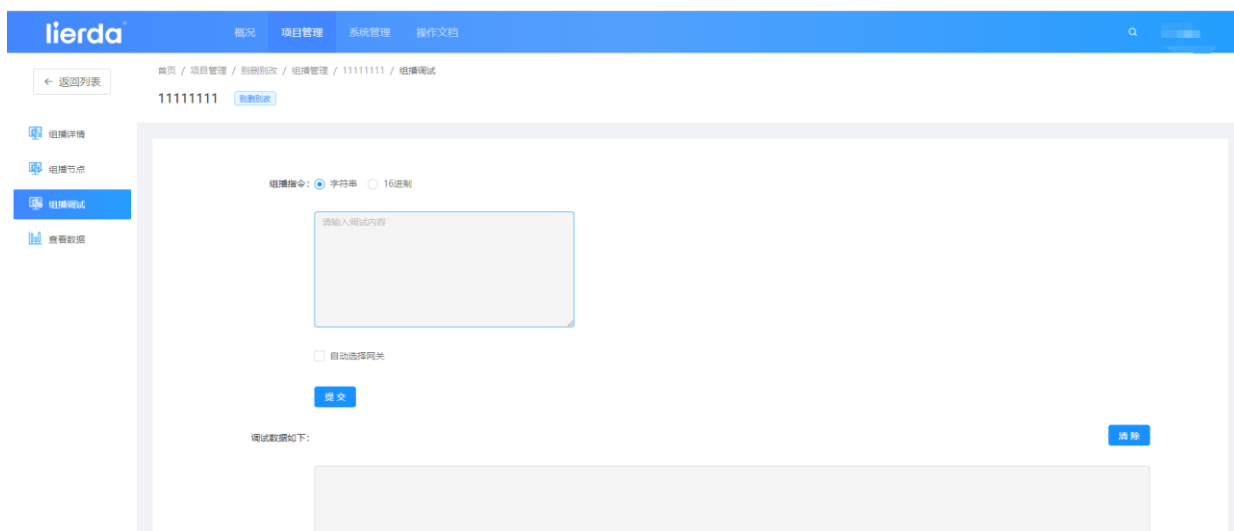 lierda 概况 项目管理 系统管理 操作文档
← 返回列表
首页 / 项目管理 / 别删别改 / 组播管理 / 11111111 / 组播调试
11111111 别删别改
组播详情
组播节点
组播调试
查看数据
组播指令: 字符串 16进制
请输入调试内容
自动选择网关
提 交
调试数据如下:
清 除